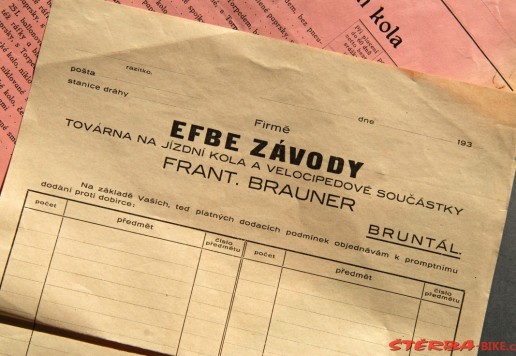 kola
razítko.
pošta
stanice dráhy
dne
193
Firmě
EFBE ZÁVODY
TOVÁRNA NA JÍZDNÍ KOLA A VELOCIPEDOVÉ SOUČÁSTKY
FRANT. BRAUNER
BRUNTÁL.
Na základě Vašich, teď platných dodacích podmínek objednávám k promptnímu
dodání proti dobírce:
počet
předmět
číslo
předmětu
počet
předmět
číslo
předmětu
STERBA-BIKE.c